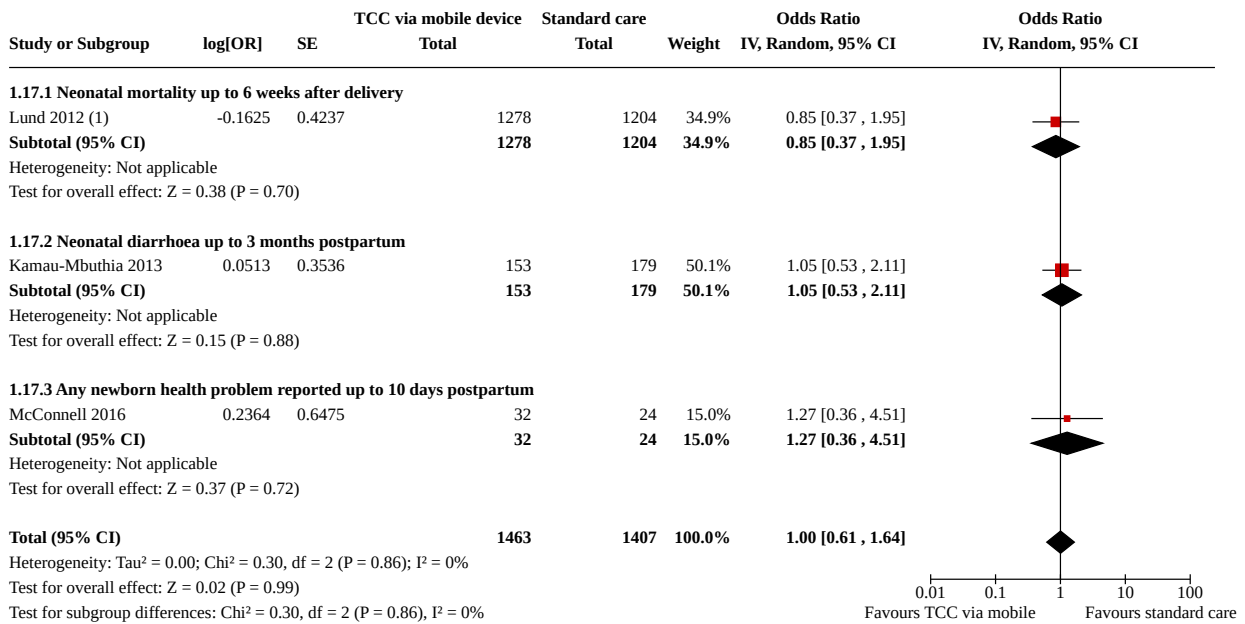 TCC via mobile device Standard care Odds Ratio Odds Ratio
Study or Subgroup log[OR] SE Total Total Weight IV, Random, 95% CI IV, Random, 95% CI
1.17.1 Neonatal mortality up to 6 weeks after delivery
Lund 2012 (1) -0.1625 0.4237 1278 1204 34.9% 0.85 [0.37 , 1.95]
Subtotal (95% CI) 1278 1204 34.9% 0.85 [0.37 , 1.95]
Heterogeneity: Not applicable
Test for overall effect: Z = 0.38 (P = 0.70)
1.17.2 Neonatal diarrhoea up to 3 months postpartum
Kamau-Mbuthia 2013 0.0513 0.3536 153 179 50.1% 1.05 [0.53 , 2.11]
Subtotal (95% CI) 153 179 50.1% 1.05 [0.53 , 2.11]
Heterogeneity: Not applicable
Test for overall effect: Z = 0.15 (P = 0.88)
1.17.3 Any newborn health problem reported up to 10 days postpartum
McConnell 2016 0.2364 0.6475 32 24 15.0% 1.27 [0.36 , 4.51]
Subtotal (95% CI) 32 24 15.0% 1.27 [0.36 , 4.51]
Heterogeneity: Not applicable
Test for overall effect: Z = 0.37 (P = 0.72)
Total (95% CI) 1463 1407 100.0% 1.00 [0.61 , 1.64]
Heterogeneity: Tau² = 0.00; Chi² = 0.30, df = 2 (P = 0.86); I² = 0%
Test for overall effect: Z = 0.02 (P = 0.99)
Test for subgroup differences: Chi² = 0.30, df = 2 (P = 0.86), I² = 0%
0.01 0.1 1 10 100
Favours TCC via mobile Favours standard care